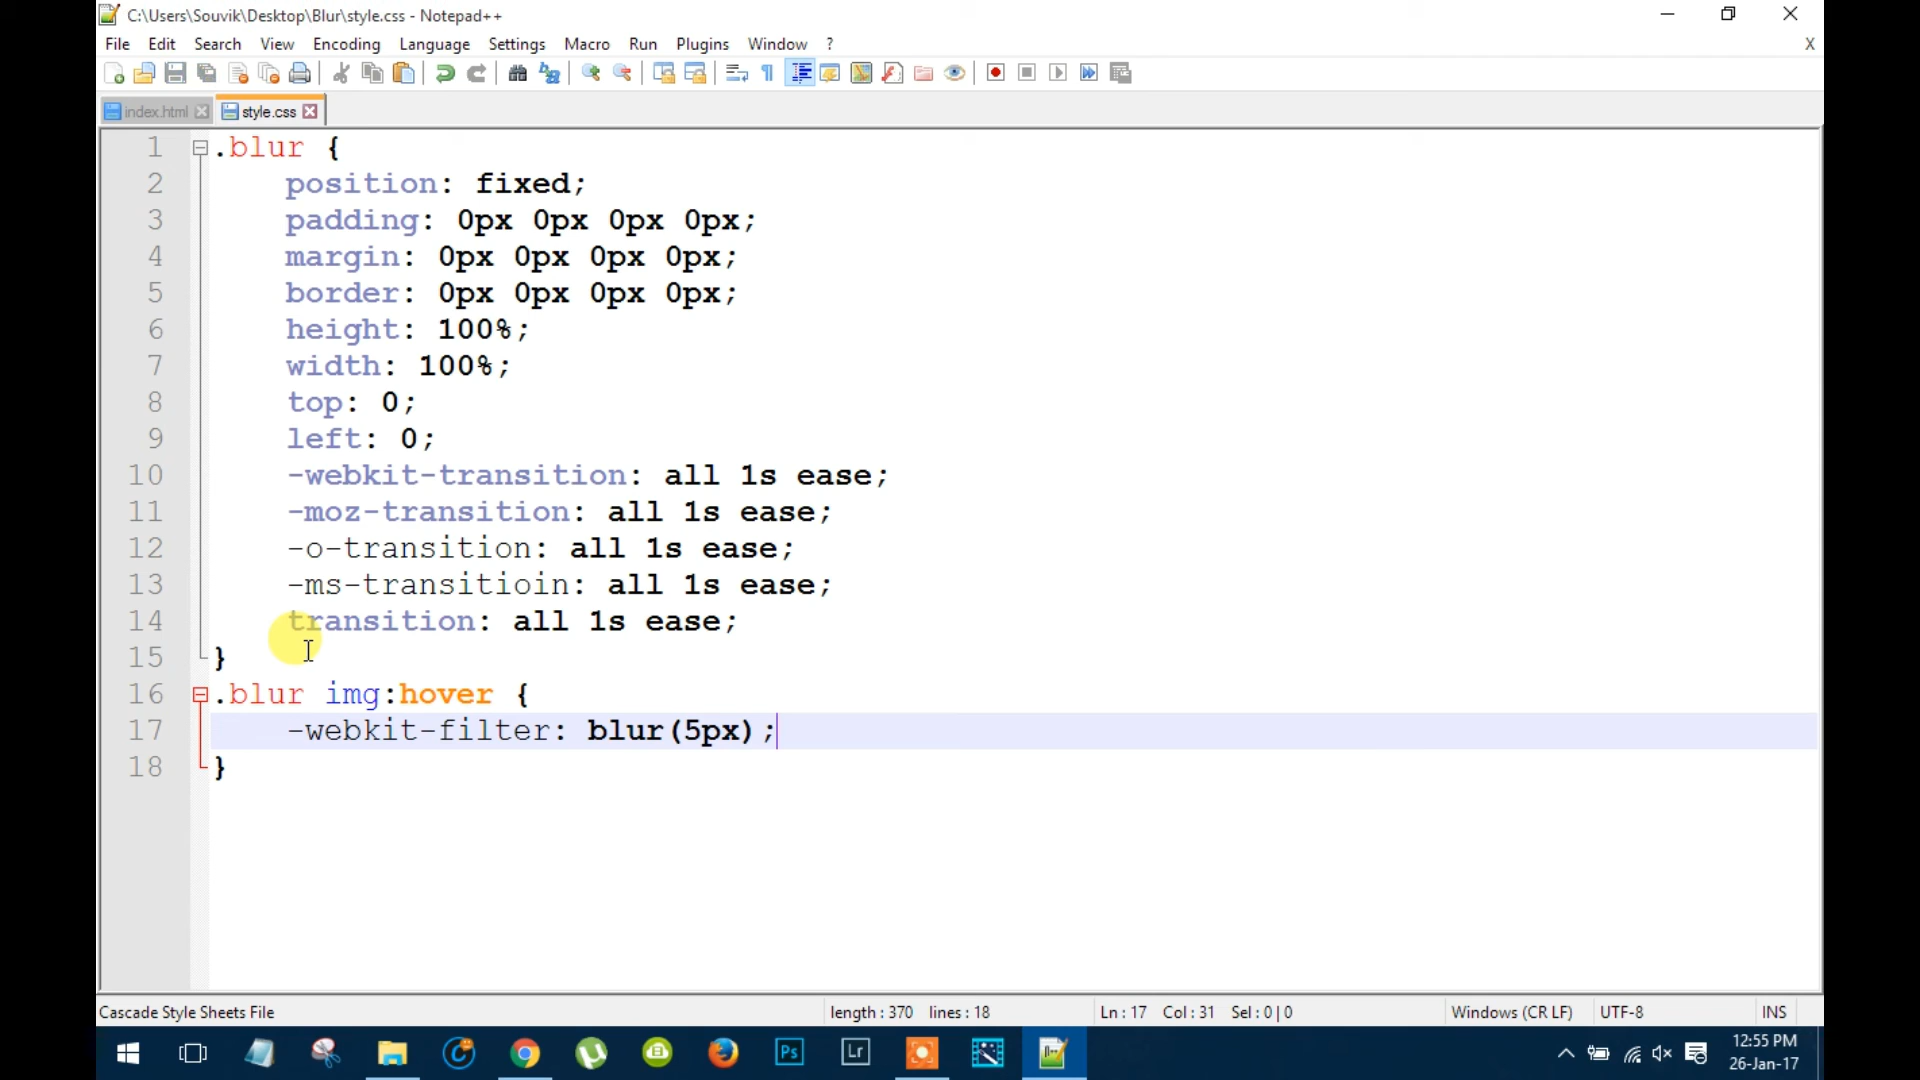 C:\Users\Souvik\Desktop\Blur\style.css - Notepad++
File Edit Search View Encoding Language Settings Macro Run Plugins Window ? X
index.html style.css
1 .blur {
2 position: fixed;
3 padding: 0px 0px 0px 0px;
4 margin: 0px 0px 0px 0px;
5 border: 0px 0px 0px 0px;
6 height: 100%;
7 width: 100%;
8 top: 0;
9 left: 0;
10 -webkit-transition: all 1s ease;
11 -moz-transition: all 1s ease;
12 -o-transition: all 1s ease;
13 -ms-transitioin: all 1s ease;
14 transition: all 1s ease;
15 }
16 .blur img:hover {
17 -webkit-filter: blur(5px);
18 }
Cascade Style Sheets File length : 370 lines : 18 Ln : 17 Col : 31 Sel : 0 | 0 Windows (CR LF) UTF-8 INS
Ps Lr 12:55 PM
26-Jan-17